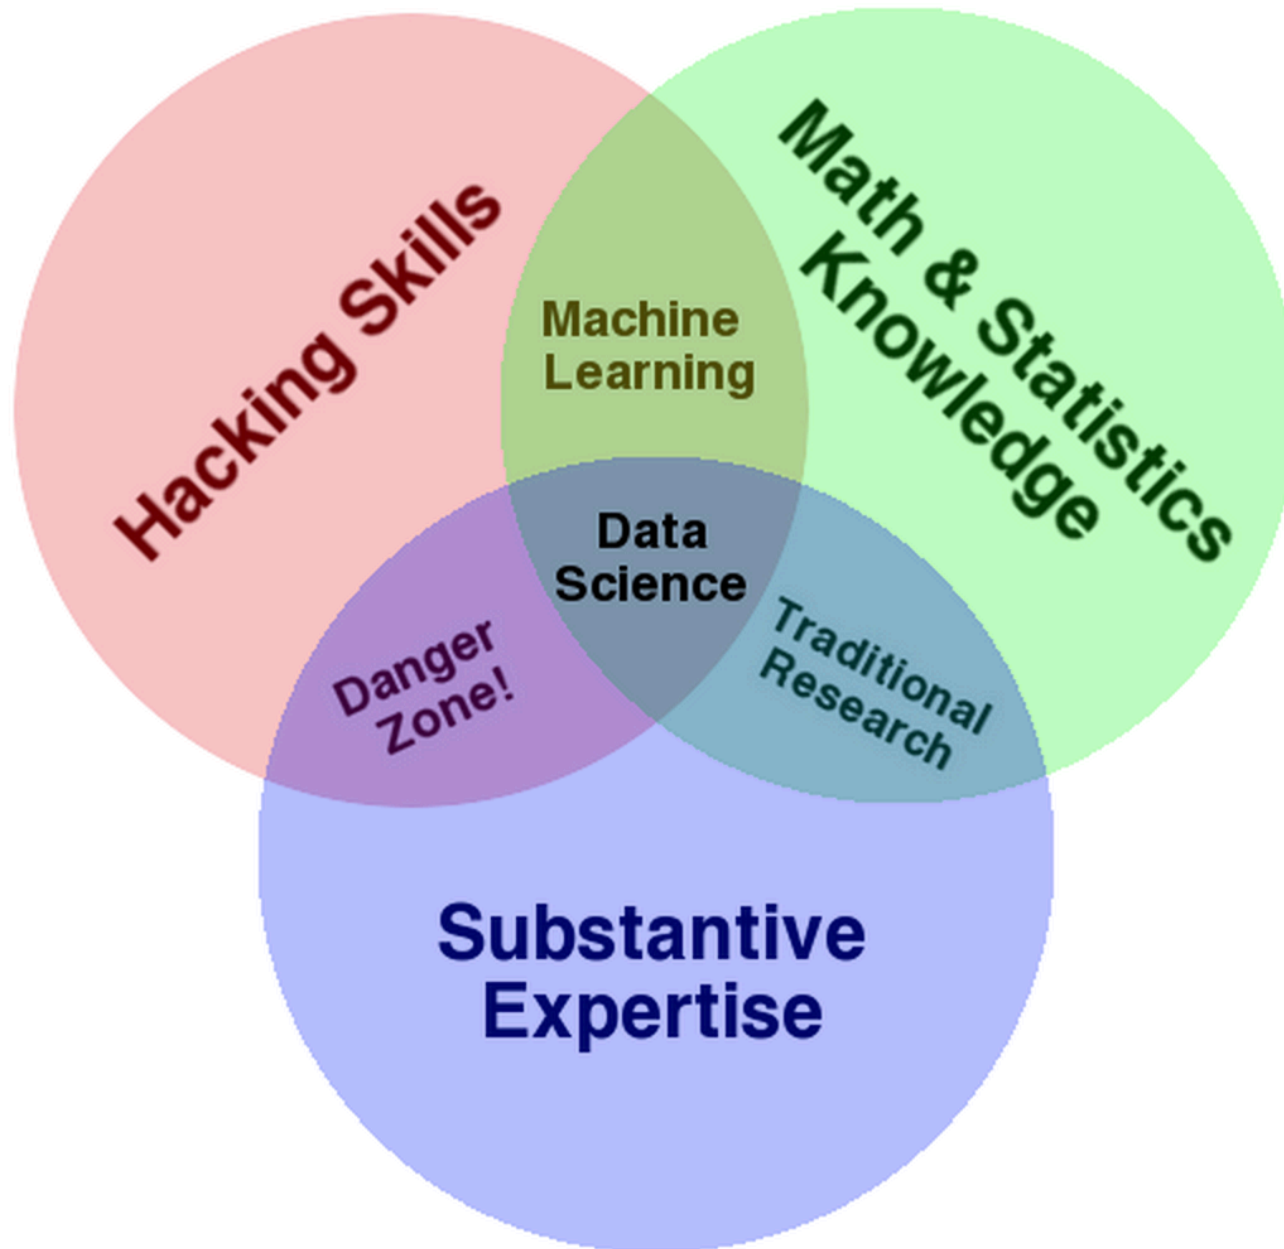 Hacking Skills
Math & Statistics
Knowledge
Machine
Learning
Data
Science
Danger
Zone!
Traditional
Research
Substantive
Expertise